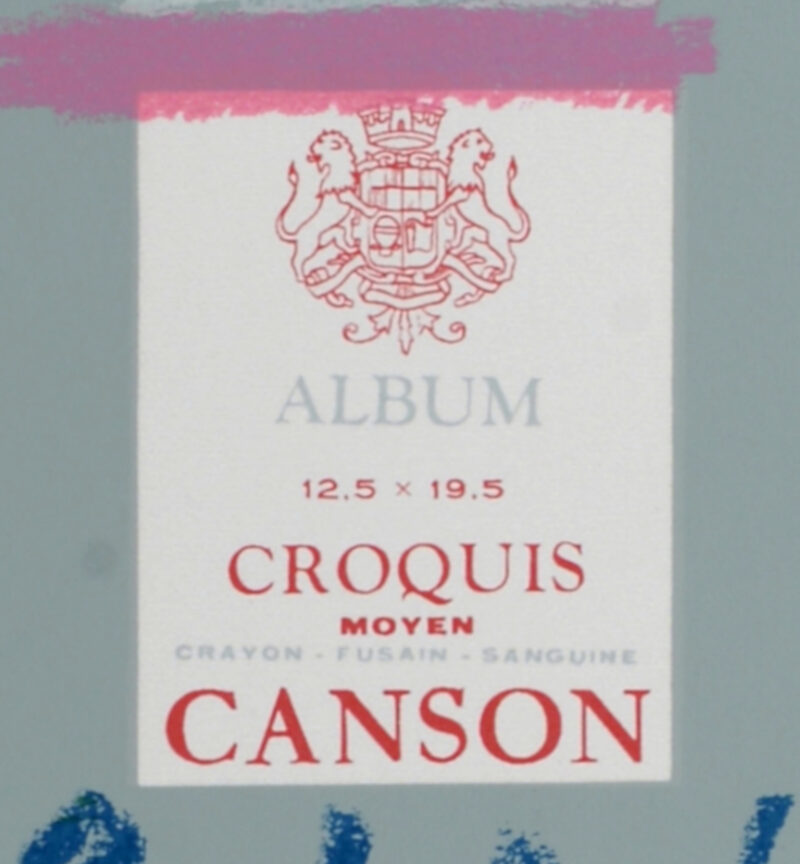 ALBUM
12.5 × 19.5
CROQUIS
MOYEN
CRAYON - FUSAIN - SANGUINE
CANSON